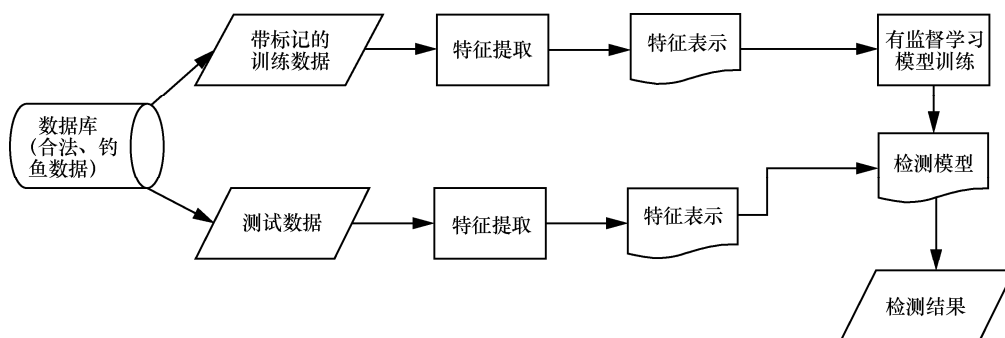 带标记的
训练数据
特征提取
特征表示
有监督学习
模型训练
数据库
(合法、钓
鱼数据)
检测模型
测试数据
特征提取
特征表示
检测结果